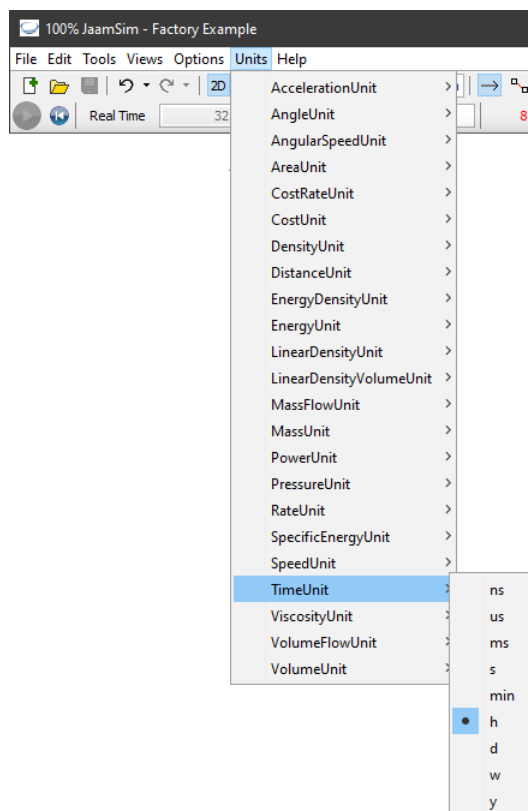 100% JaamSim - Factory Example
File Edit Tools Views Options Units Help
2D
Real Time 32 8
AccelerationUnit
AngleUnit
AngularSpeedUnit
AreaUnit
CostRateUnit
CostUnit
DensityUnit
DistanceUnit
EnergyDensityUnit
EnergyUnit
LinearDensityUnit
LinearDensityVolumeUnit
MassFlowUnit
MassUnit
PowerUnit
PressureUnit
RateUnit
SpecificEnergyUnit
SpeedUnit
TimeUnit
ViscosityUnit
VolumeFlowUnit
VolumeUnit
ns
us
ms
s
min
h
d
w
y